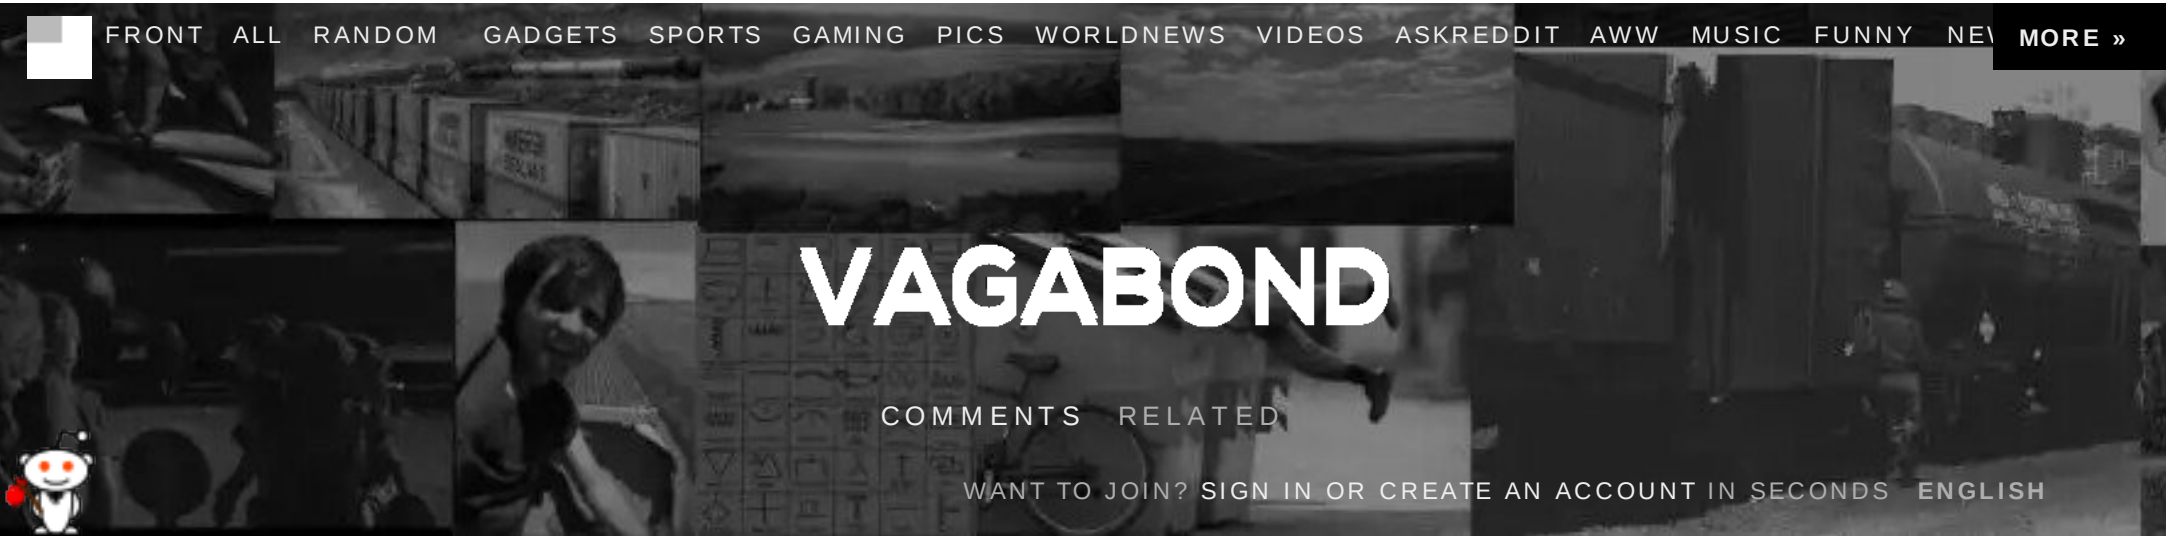 FRONT ALL RANDOM GADGETS SPORTS GAMING PICS WORLDNEWS VIDEOS ASKREDDIT AWW MUSIC FUNNY NEW MORE »
VAGABOND
COMMENTS RELATED
WANT TO JOIN? SIGN IN OR CREATE AN ACCOUNT IN SECONDS ENGLISH